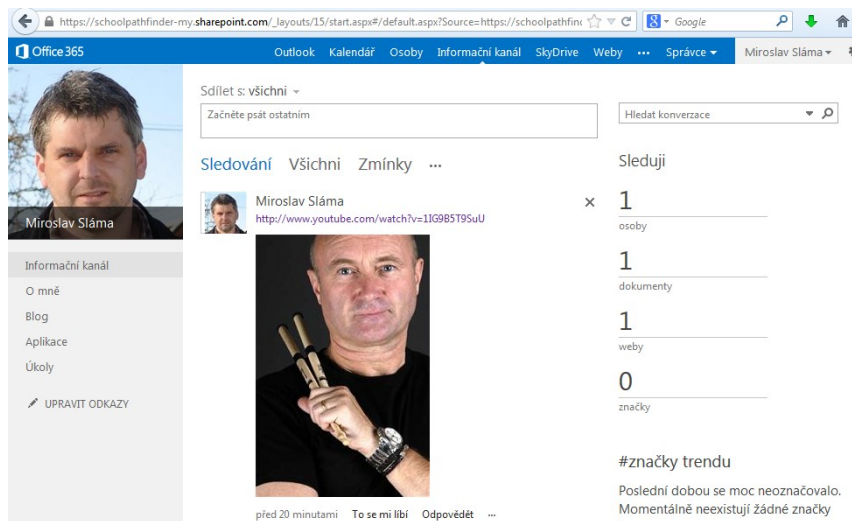 https://schoolpathfinder-my.sharepoint.com/_layouts/15/start.aspx#/default.aspx?Source=https://schoolpathfin
Google
Office 365
Outlook Kalendář Osoby Informační kanál SkyDrive Weby ••• Správce Miroslav Sláma
Miroslav Sláma
Informační kanál
O mně
Blog
Aplikace
Úkoly
UPRAVIT ODKAZY
Sdílet s: všichni
Začněte psát ostatním
Sledování Všichni Zmínky •••
Miroslav Sláma
http://www.youtube.com/watch?v=1IG9B5T9SuU
před 20 minutami To se mi líbí Odpovědět •••
Hledat konverzace
Sleduji
1
osoby
1
dokumenty
1
weby
0
značky
#značky trendu
Poslední dobou se moc neoznačovalo.
Momentálně neexistují žádné značky